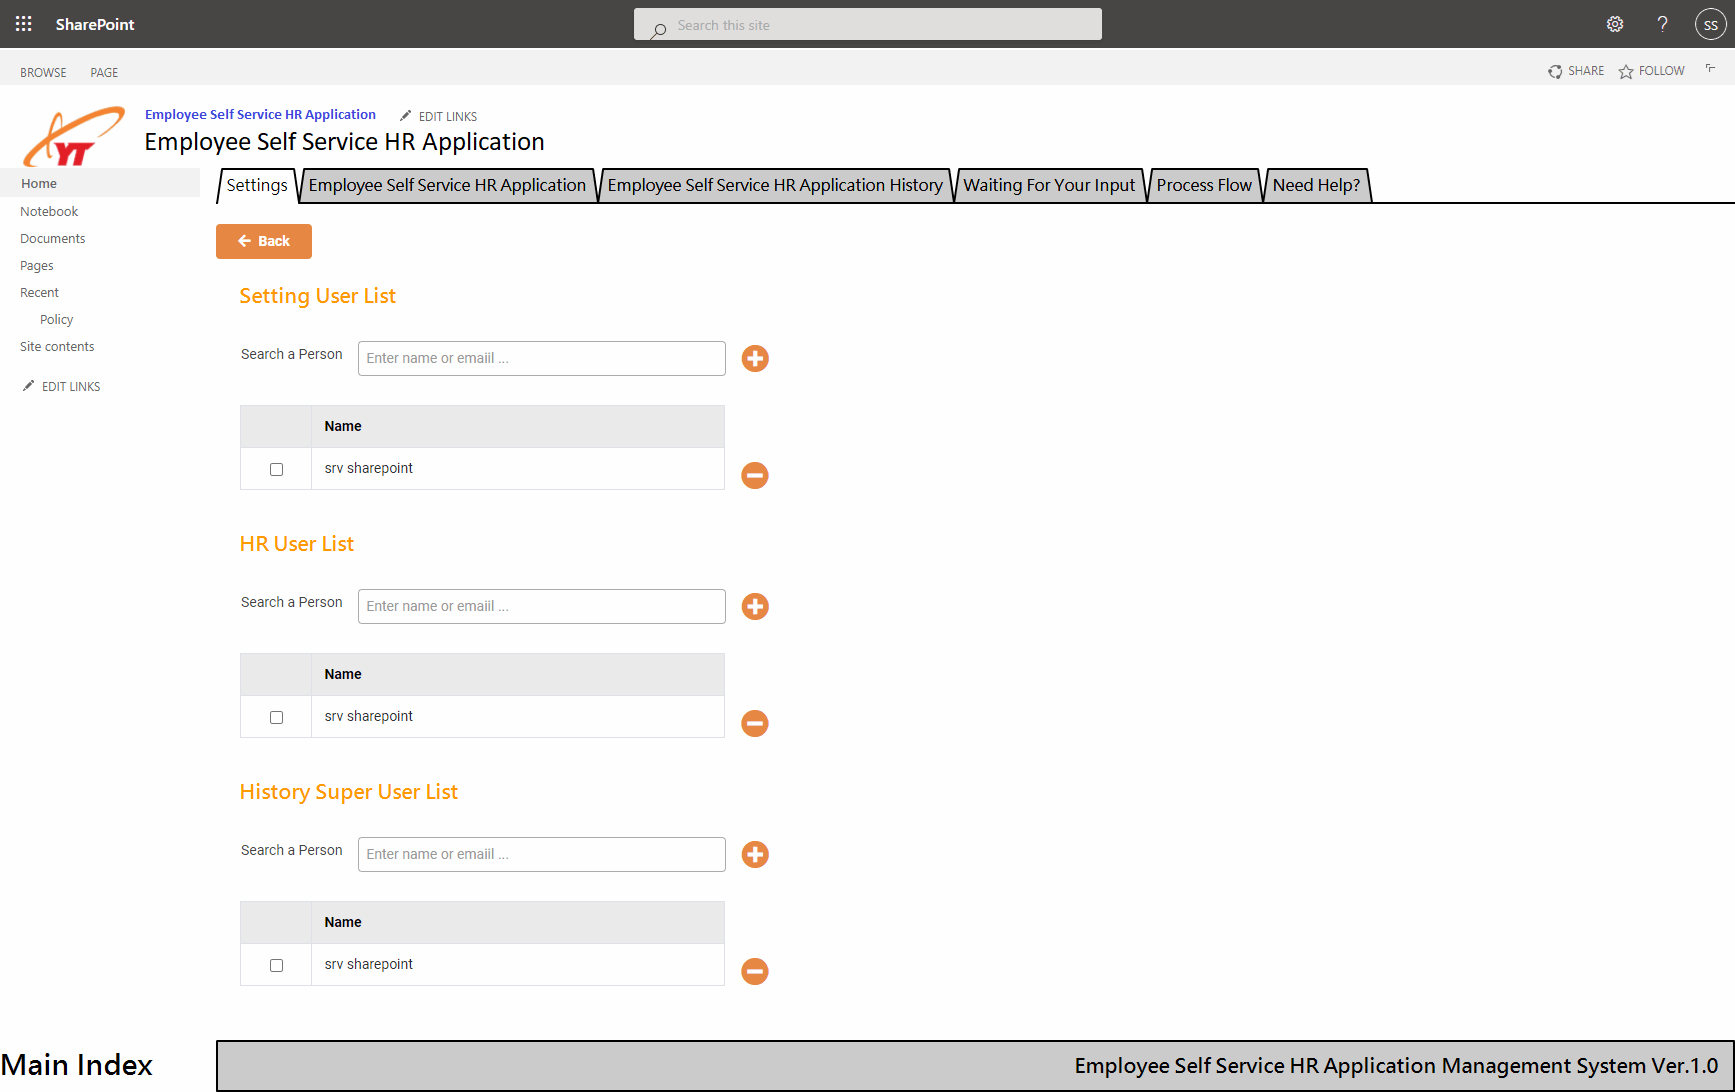 SharePoint
Search this site
SS
BROWSE PAGE
SHARE FOLLOW
YT
Employee Self Service HR Application EDIT LINKS
Employee Self Service HR Application
Home
Notebook
Documents
Pages
Recent
Policy
Site contents
EDIT LINKS
Settings Employee Self Service HR Application Employee Self Service HR Application History Waiting For Your Input Process Flow Need Help?
Back
Setting User List
Search a Person Enter name or emaiil ...
Name
srv sharepoint
HR User List
Search a Person Enter name or emaiil ...
Name
srv sharepoint
History Super User List
Search a Person Enter name or emaiil ...
Name
srv sharepoint
Main Index
Employee Self Service HR Application Management System Ver.1.0